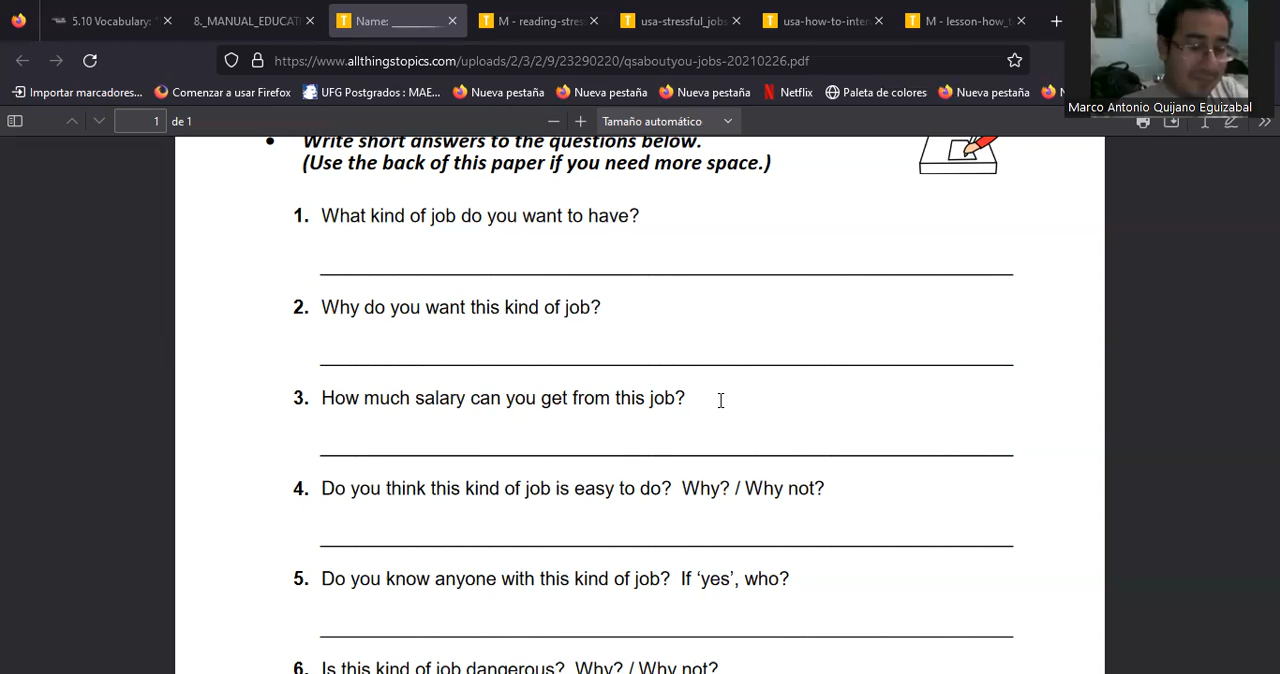 5.10 Vocabulary:
8._MANUAL_EDUCATI
Name: ________
M - reading-stres
usa-stressful_jobs
usa-how-to-inter
M - lesson-how_t
https://www.allthingstopics.com/uploads/2/3/2/9/23290220/qsaboutyou-jobs-20210226.pdf
Importar marcadores...
Comenzar a usar Firefox
UFG Postgrados : MAE...
Nueva pestaña
Nueva pestaña
Nueva pestaña
Netflix
Paleta de colores
Nueva pestaña
N
Marco Antonio Quijano Eguizabal
1
de 1
Tamaño automático
• Write short answers to the questions below.
(Use the back of this paper if you need more space.)
1. What kind of job do you want to have?
2. Why do you want this kind of job?
3. How much salary can you get from this job?
4. Do you think this kind of job is easy to do? Why? / Why not?
5. Do you know anyone with this kind of job? If ‘yes’, who?
6. Is this kind of job dangerous? Why? / Why not?